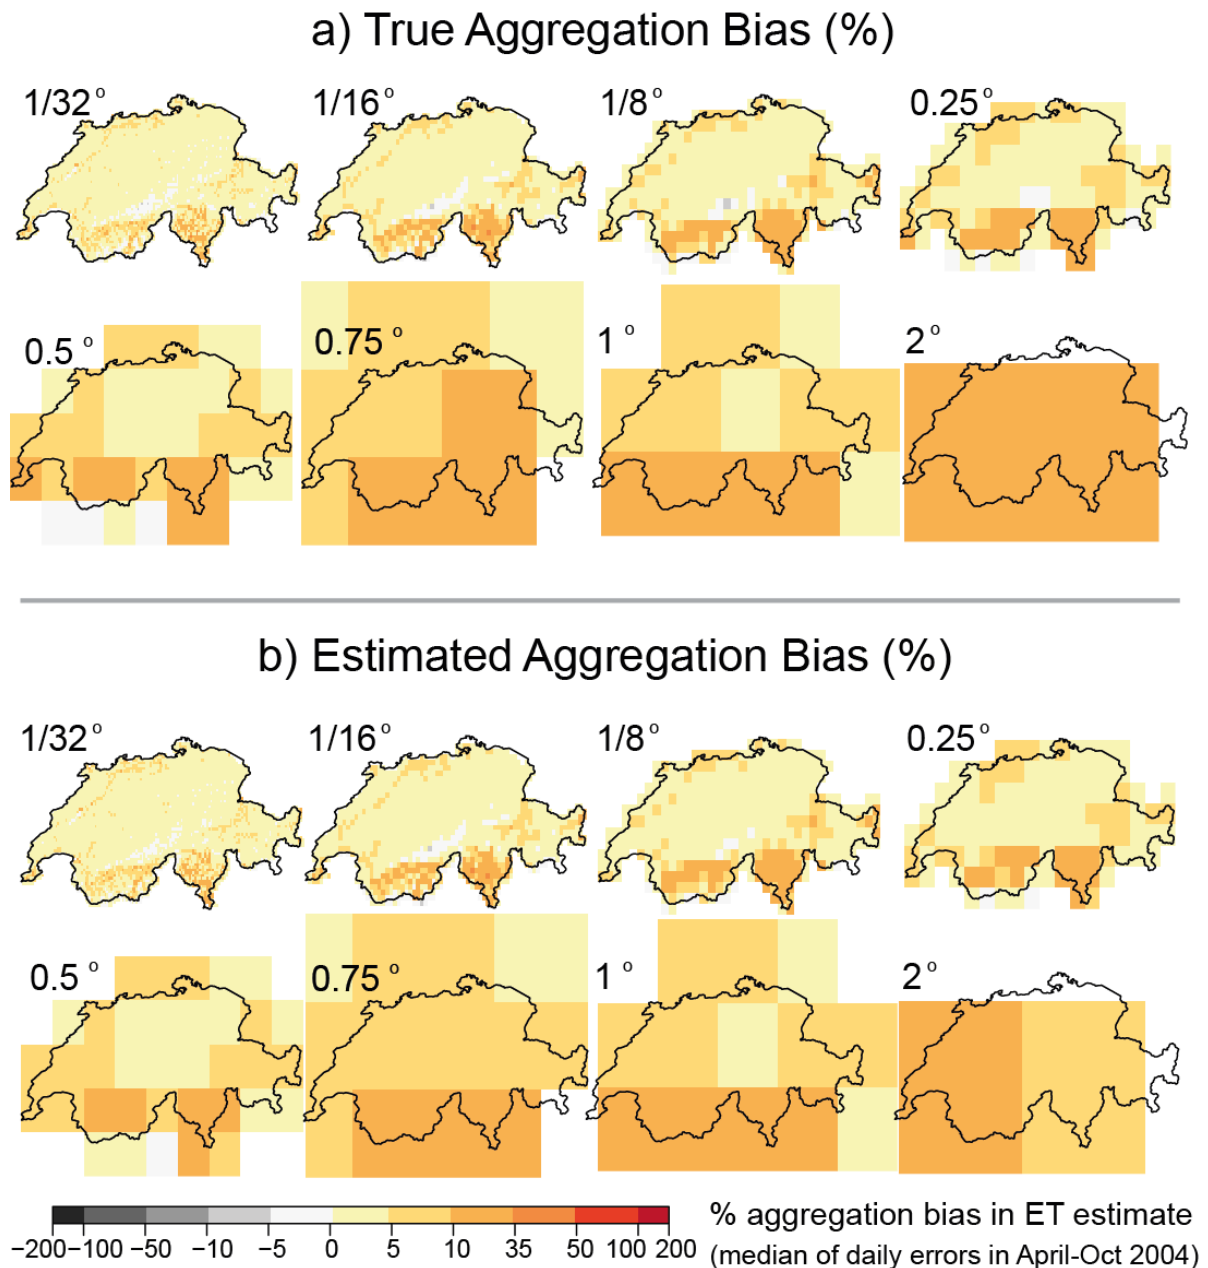 a) True Aggregation Bias (%)
1/32° 1/16° 1/8° 0.25°
0.5° 0.75° 1° 2°
b) Estimated Aggregation Bias (%)
1/32° 1/16° 1/8° 0.25°
0.5° 0.75° 1° 2°
−200 −100 −50 −10 −5 0 5 10 35 50 100 200
% aggregation bias in ET estimate
(median of daily errors in April-Oct 2004)